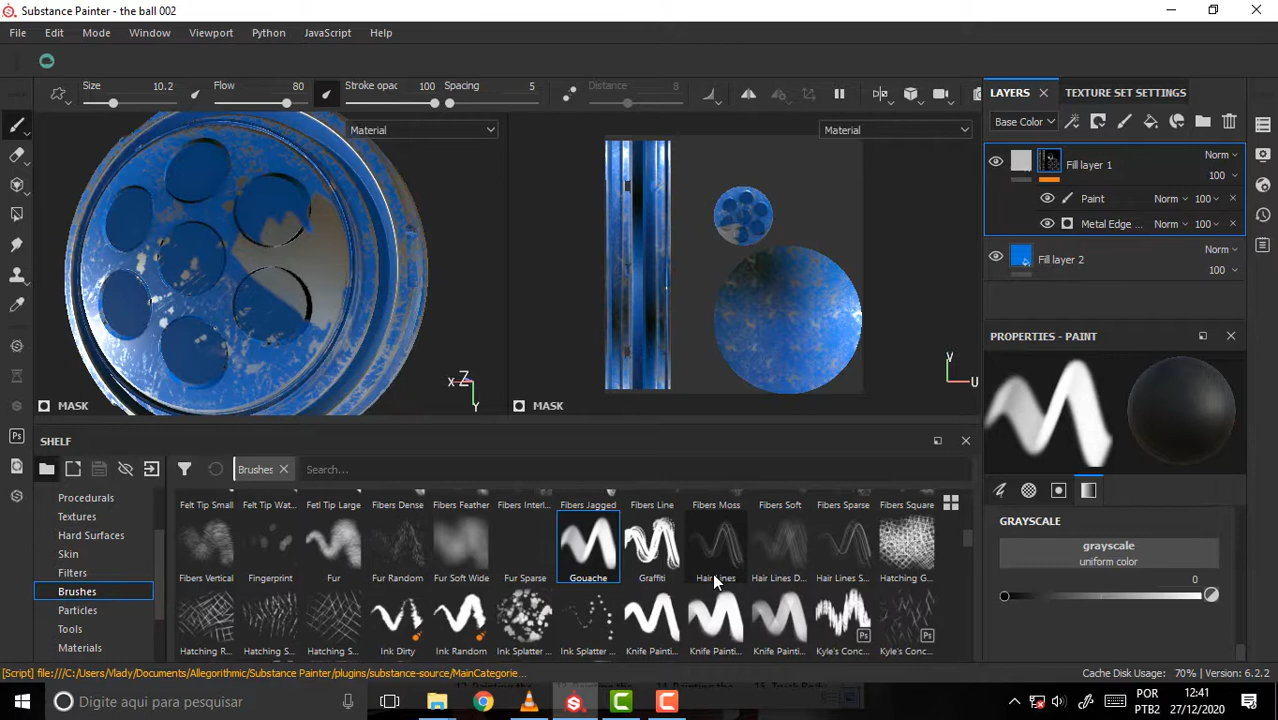 Substance Painter - the ball 002
File Edit Mode Window Viewport Python JavaScript Help
Size 10.2 Flow 80 Stroke opac 100 Spacing 5 Distance 8
LAYERS TEXTURE SET SETTINGS
Material Material
Base Color
Norm
Fill layer 1
100
Paint Norm 100
Metal Edge ... Norm 100
Norm
Fill layer 2
100
X Z
Y
V
U
MASK MASK
PROPERTIES - PAINT
SHELF
Brushes Search...
Procedurals
Textures
Hard Surfaces
Skin
Filters
Brushes
Particles
Tools
Materials
Felt Tip Small Felt Tip Wat... Fetl Tip Large Fibers Dense Fibers Feather Fibers Interl... Fibers Jagged Fibers Line Fibers Moss Fibers Soft Fibers Sparse Fibers Square
Fibers Vertical Fingerprint Fur Fur Random Fur Soft Wide Fur Sparse Gouache Graffiti Hair Lines Hair Lines D... Hair Lines S... Hatching G...
Hatching R... Hatching S... Hatching S... Ink Dirty Ink Random Ink Splatter ... Ink Splatter ... Knife Painti... Knife Painti... Knife Painti... Kyle's Conc... Kyle's Conc...
Ps
Ps Ps
GRAYSCALE
grayscale
uniform color
0
[Script] file:///C:/Users/vlady/Documents/Allegorithmic/Substance Painter/plugins/substance-source/MainCategorie...
Cache Disk Usage: 70% | Version: 6.2.2
Digite aqui para pesquisar
POR
PTB2
12:41
27/12/2020